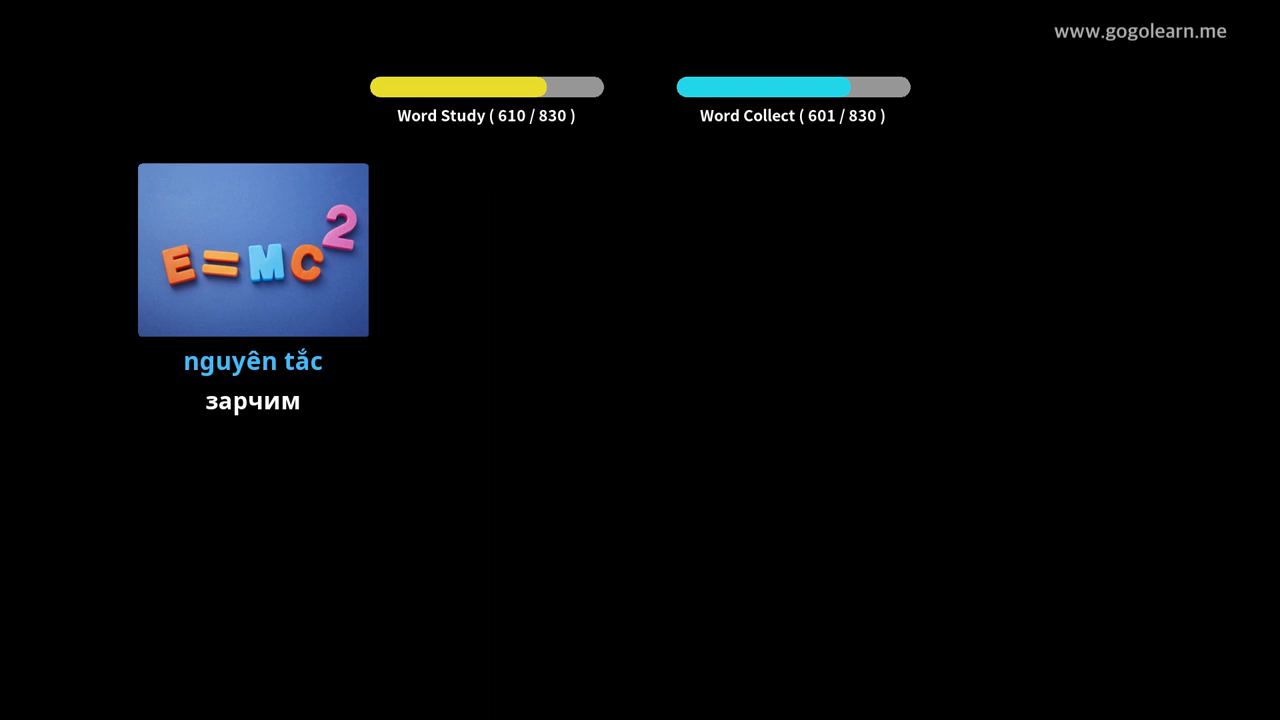 www.gogolearn.me
Word Study ( 610 / 830 )
Word Collect ( 601 / 830 )
E=MC²
nguyên tắc
зарчим